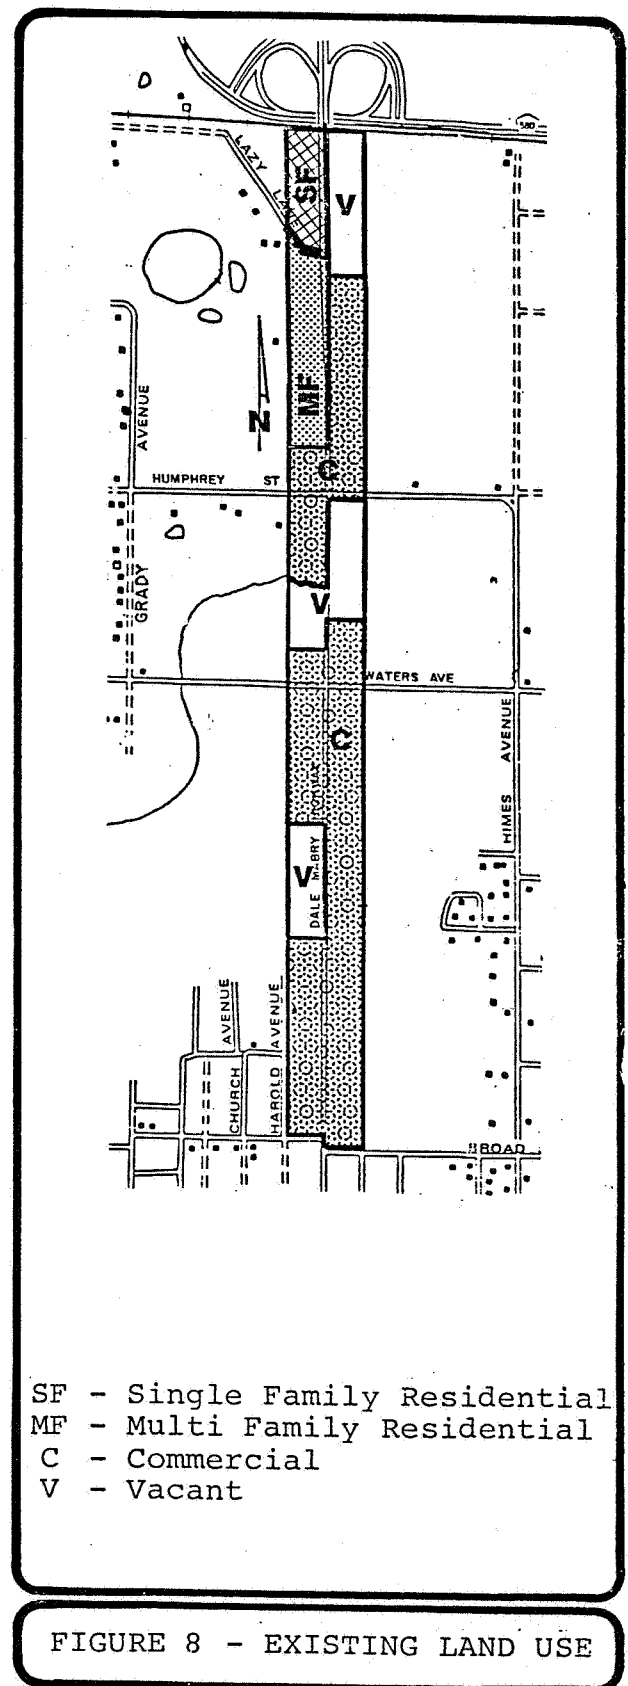 580
LAZY
SF
V
MF
N
AVENUE
C
HUMPHREY ST
GRADY
V
WATERS AVE
C
HIMES AVENUE
V
DALE MABRY
CHURCH AVENUE
HAROLD AVENUE
ROAD
SF - Single Family Residential
MF - Multi Family Residential
C - Commercial
V - Vacant
FIGURE 8 - EXISTING LAND USE